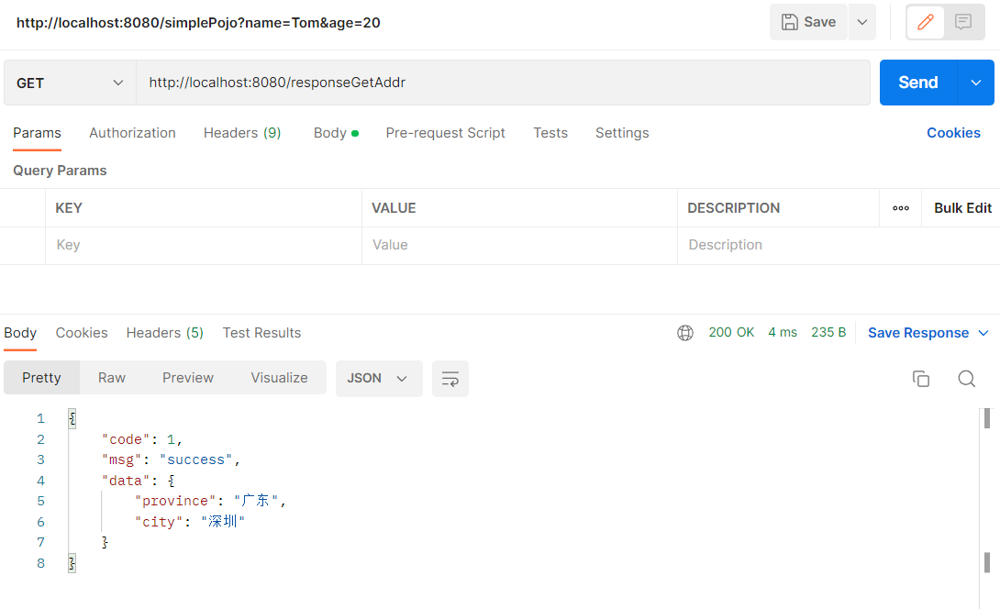 http://localhost:8080/simplePojo?name=Tom&age=20 Save
GET http://localhost:8080/responseGetAddr Send
Params Authorization Headers (9) Body Pre-request Script Tests Settings Cookies
Query Params
KEY VALUE DESCRIPTION ooo Bulk Edit
Key Value Description
Body Cookies Headers (5) Test Results 200 OK 4 ms 235 B Save Response
Pretty Raw Preview Visualize JSON
1 {
2 "code": 1,
3 "msg": "success",
4 "data": {
5 "province": "广东",
6 "city": "深圳"
7 }
8 }